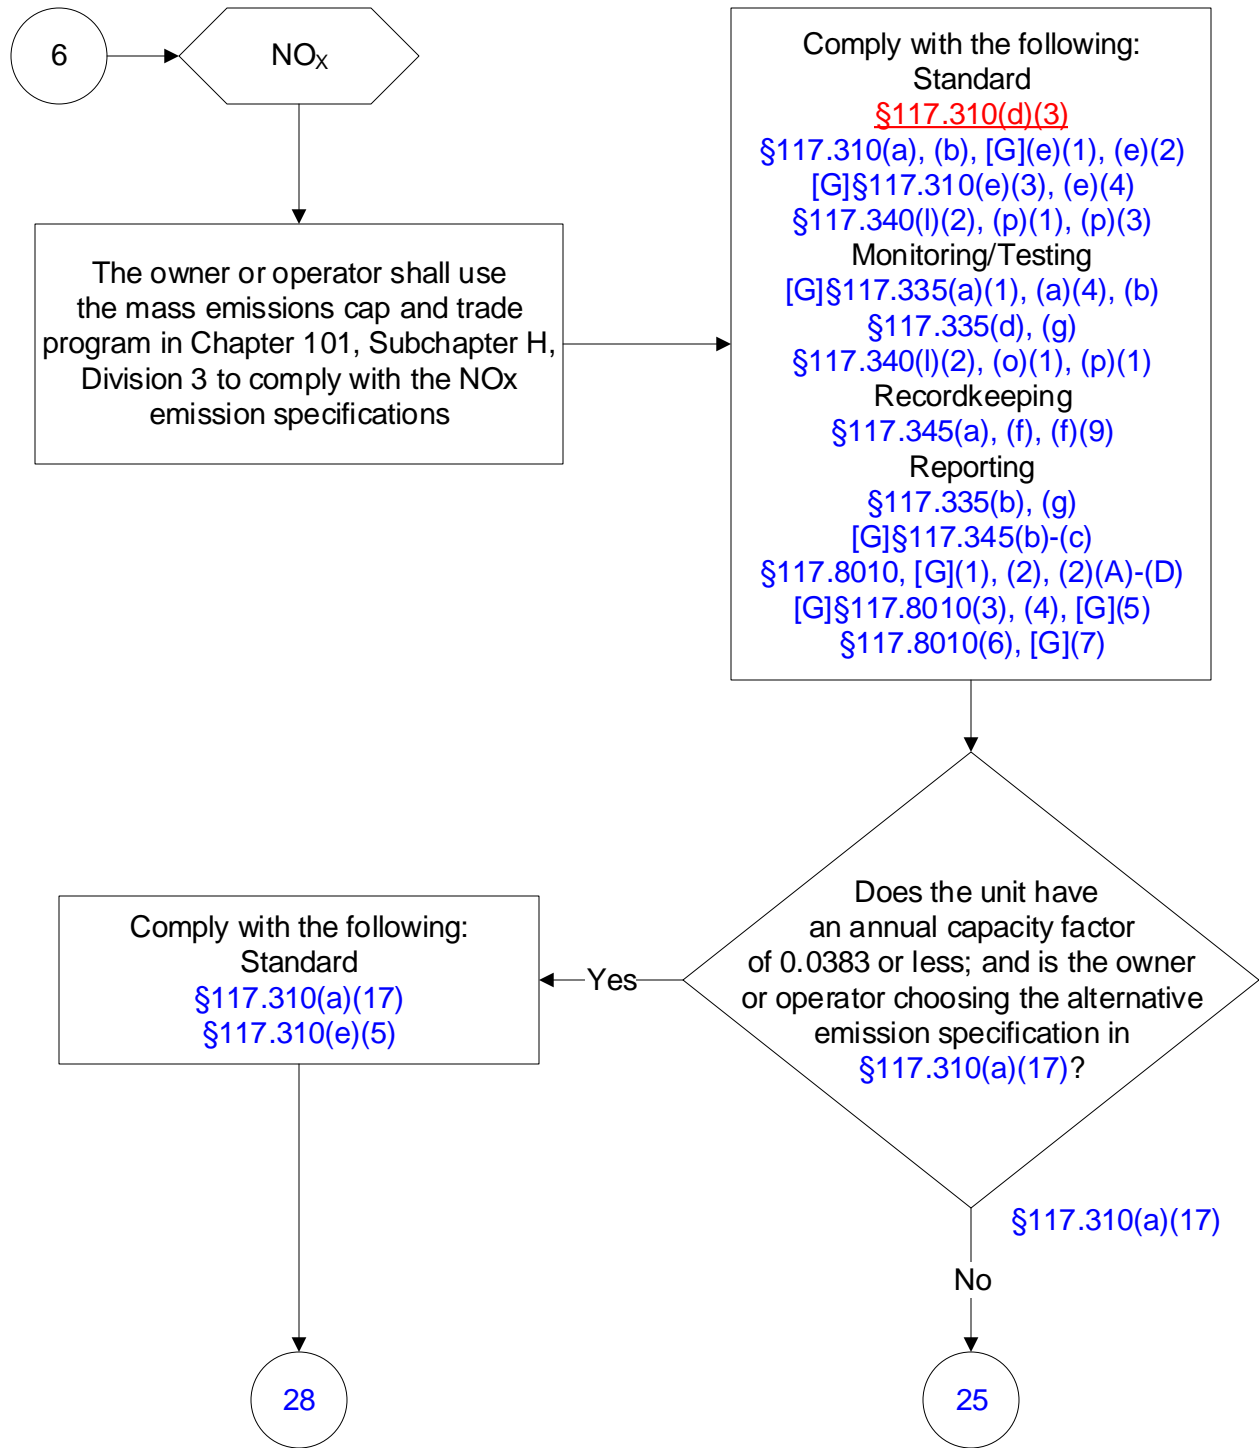 6
NOX
The owner or operator shall use
the mass emissions cap and trade
program in Chapter 101, Subchapter H,
Division 3 to comply with the NOx
emission specifications
Comply with the following:
Standard
§117.310(d)(3)
§117.310(a), (b), [G](e)(1), (e)(2)
[G]§117.310(e)(3), (e)(4)
§117.340(l)(2), (p)(1), (p)(3)
Monitoring/Testing
[G]§117.335(a)(1), (a)(4), (b)
§117.335(d), (g)
§117.340(l)(2), (o)(1), (p)(1)
Recordkeeping
§117.345(a), (f), (f)(9)
Reporting
§117.335(b), (g)
[G]§117.345(b)-(c)
§117.8010, [G](1), (2), (2)(A)-(D)
[G]§117.8010(3), (4), [G](5)
§117.8010(6), [G](7)
Does the unit have
an annual capacity factor
of 0.0383 or less; and is the owner
or operator choosing the alternative
emission specification in
§117.310(a)(17)?
Yes
Comply with the following:
Standard
§117.310(a)(17)
§117.310(e)(5)
§117.310(a)(17)
No
28
25